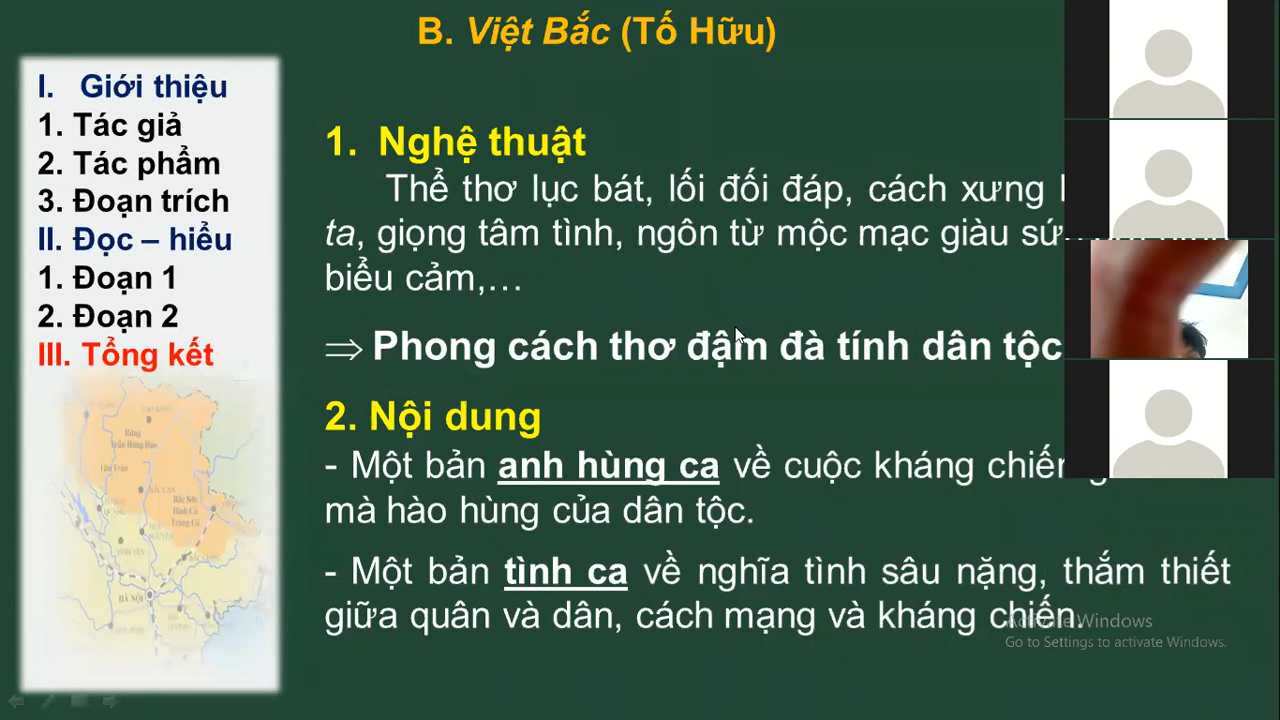 B. Việt Bắc (Tố Hữu)
I. Giới thiệu
1. Tác giả
2. Tác phẩm
3. Đoạn trích
II. Đọc – hiểu
1. Đoạn 1
2. Đoạn 2
III. Tổng kết
1. Nghệ thuật
Thể thơ lục bát, lối đối đáp, cách xưng
ta, giọng tâm tình, ngôn từ mộc mạc giàu
biểu cảm,…
⇒ Phong cách thơ đậm đà tính dân tộc
2. Nội dung
- Một bản anh hùng ca về cuộc kháng chiến
mà hào hùng của dân tộc.
- Một bản tình ca về nghĩa tình sâu nặng, thắm thiết
giữa quân và dân, cách mạng và kháng chiến.
Activate Windows
Go to Settings to activate Windows.
HÀ NỘI